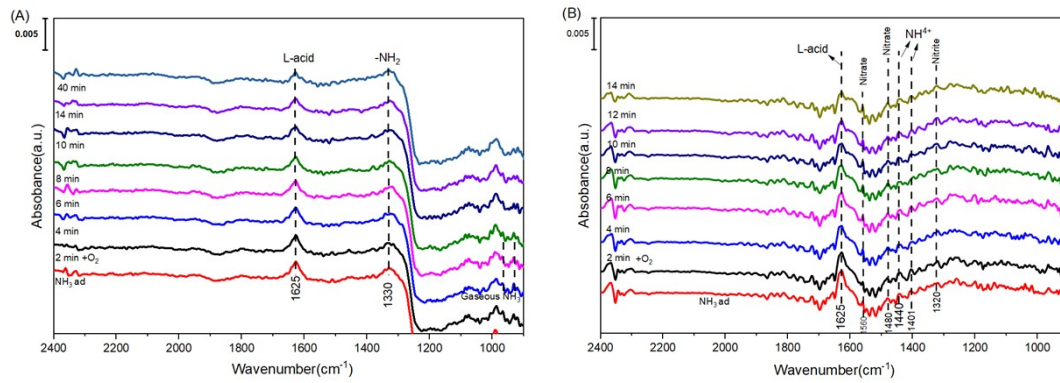 (A)
0.005
L-acid
-NH2
40 min
14 min
10 min
8 min
6 min
4 min
2 min +O2
NH3 ad
1625
1330
Gaseous NH3
Absobance(a.u.)
2400 2200 2000 1800 1600 1400 1200 1000
Wavenumber(cm-1)
(B)
0.005
L-acid
Nitrate
Nitrate
NH4+
Nitrite
14 min
12 min
10 min
8 min
6 min
4 min
2 min +O2
NH3 ad
1625
1560
1480
1440
1401
1320
Absorbance(a.u.)
2400 2200 2000 1800 1600 1400 1200 1000
Wavenumber(cm-1)